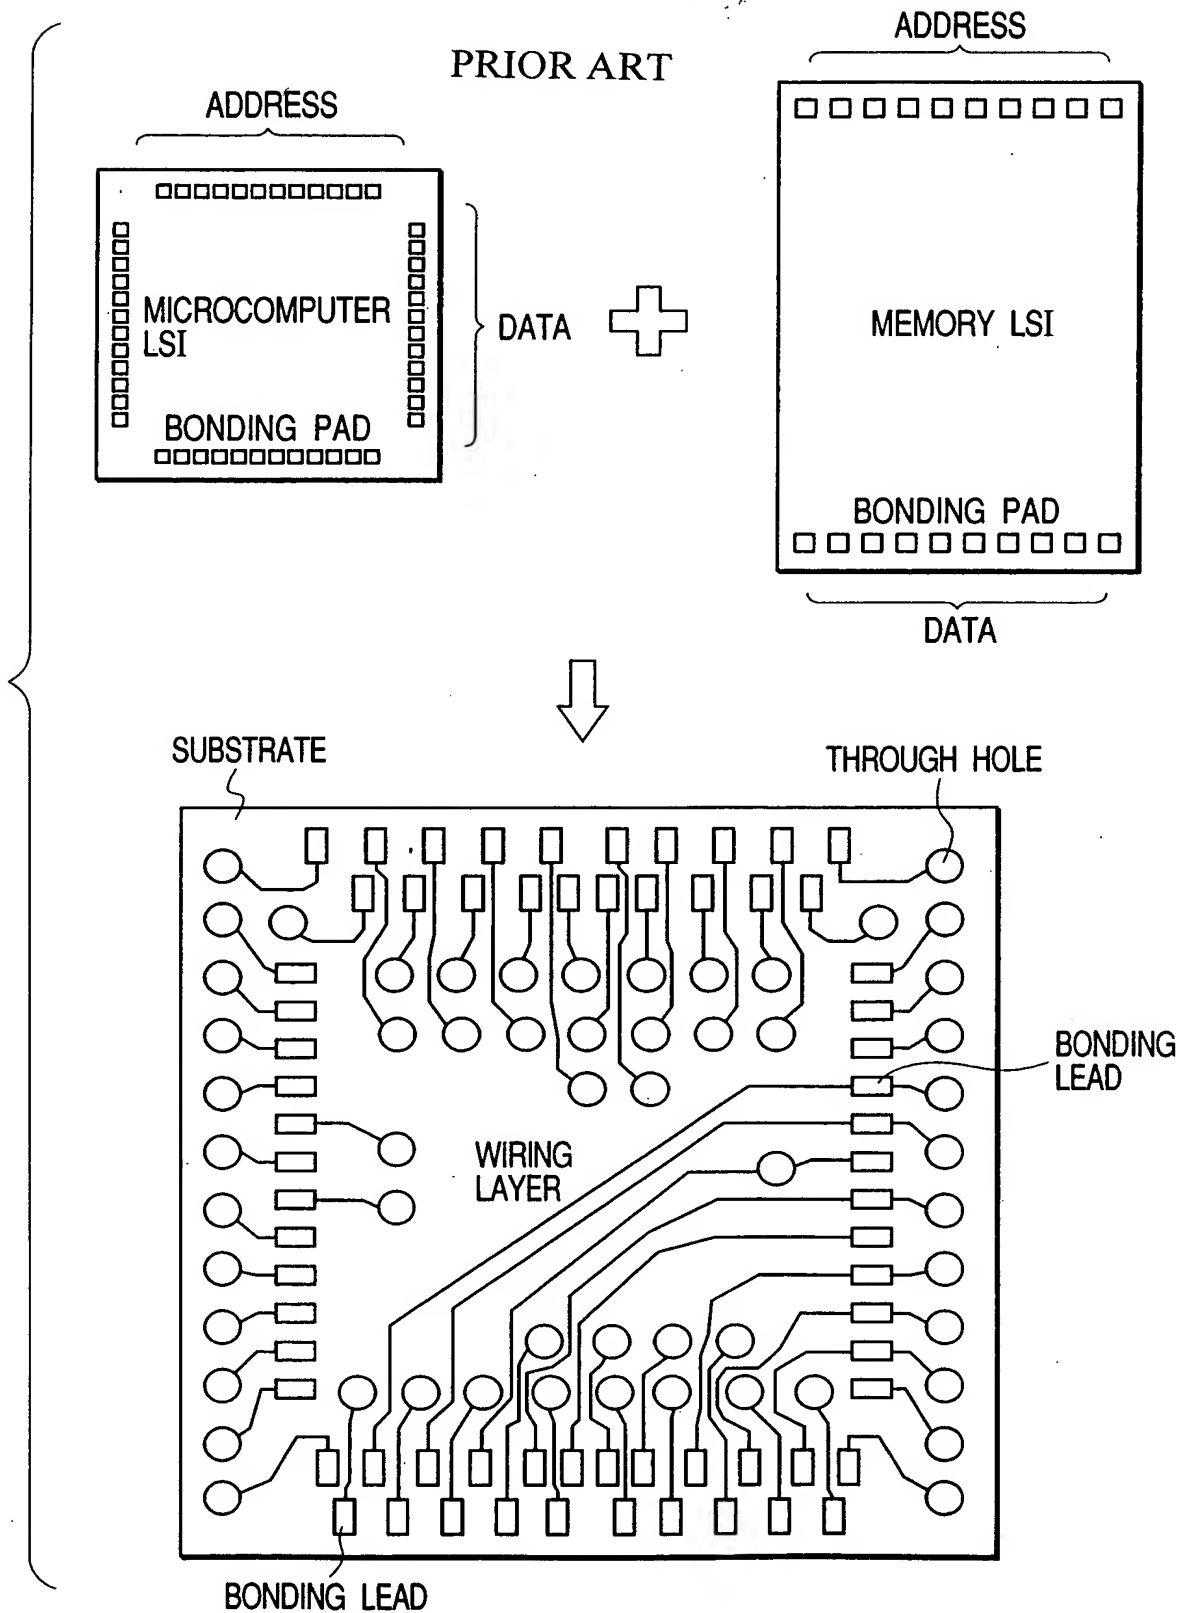 PRIOR ART
ADDRESS
ADDRESS
MICROCOMPUTER
LSI
DATA
BONDING PAD
MEMORY LSI
BONDING PAD
DATA
SUBSTRATE
THROUGH HOLE
BONDING
LEAD
WIRING
LAYER
BONDING LEAD